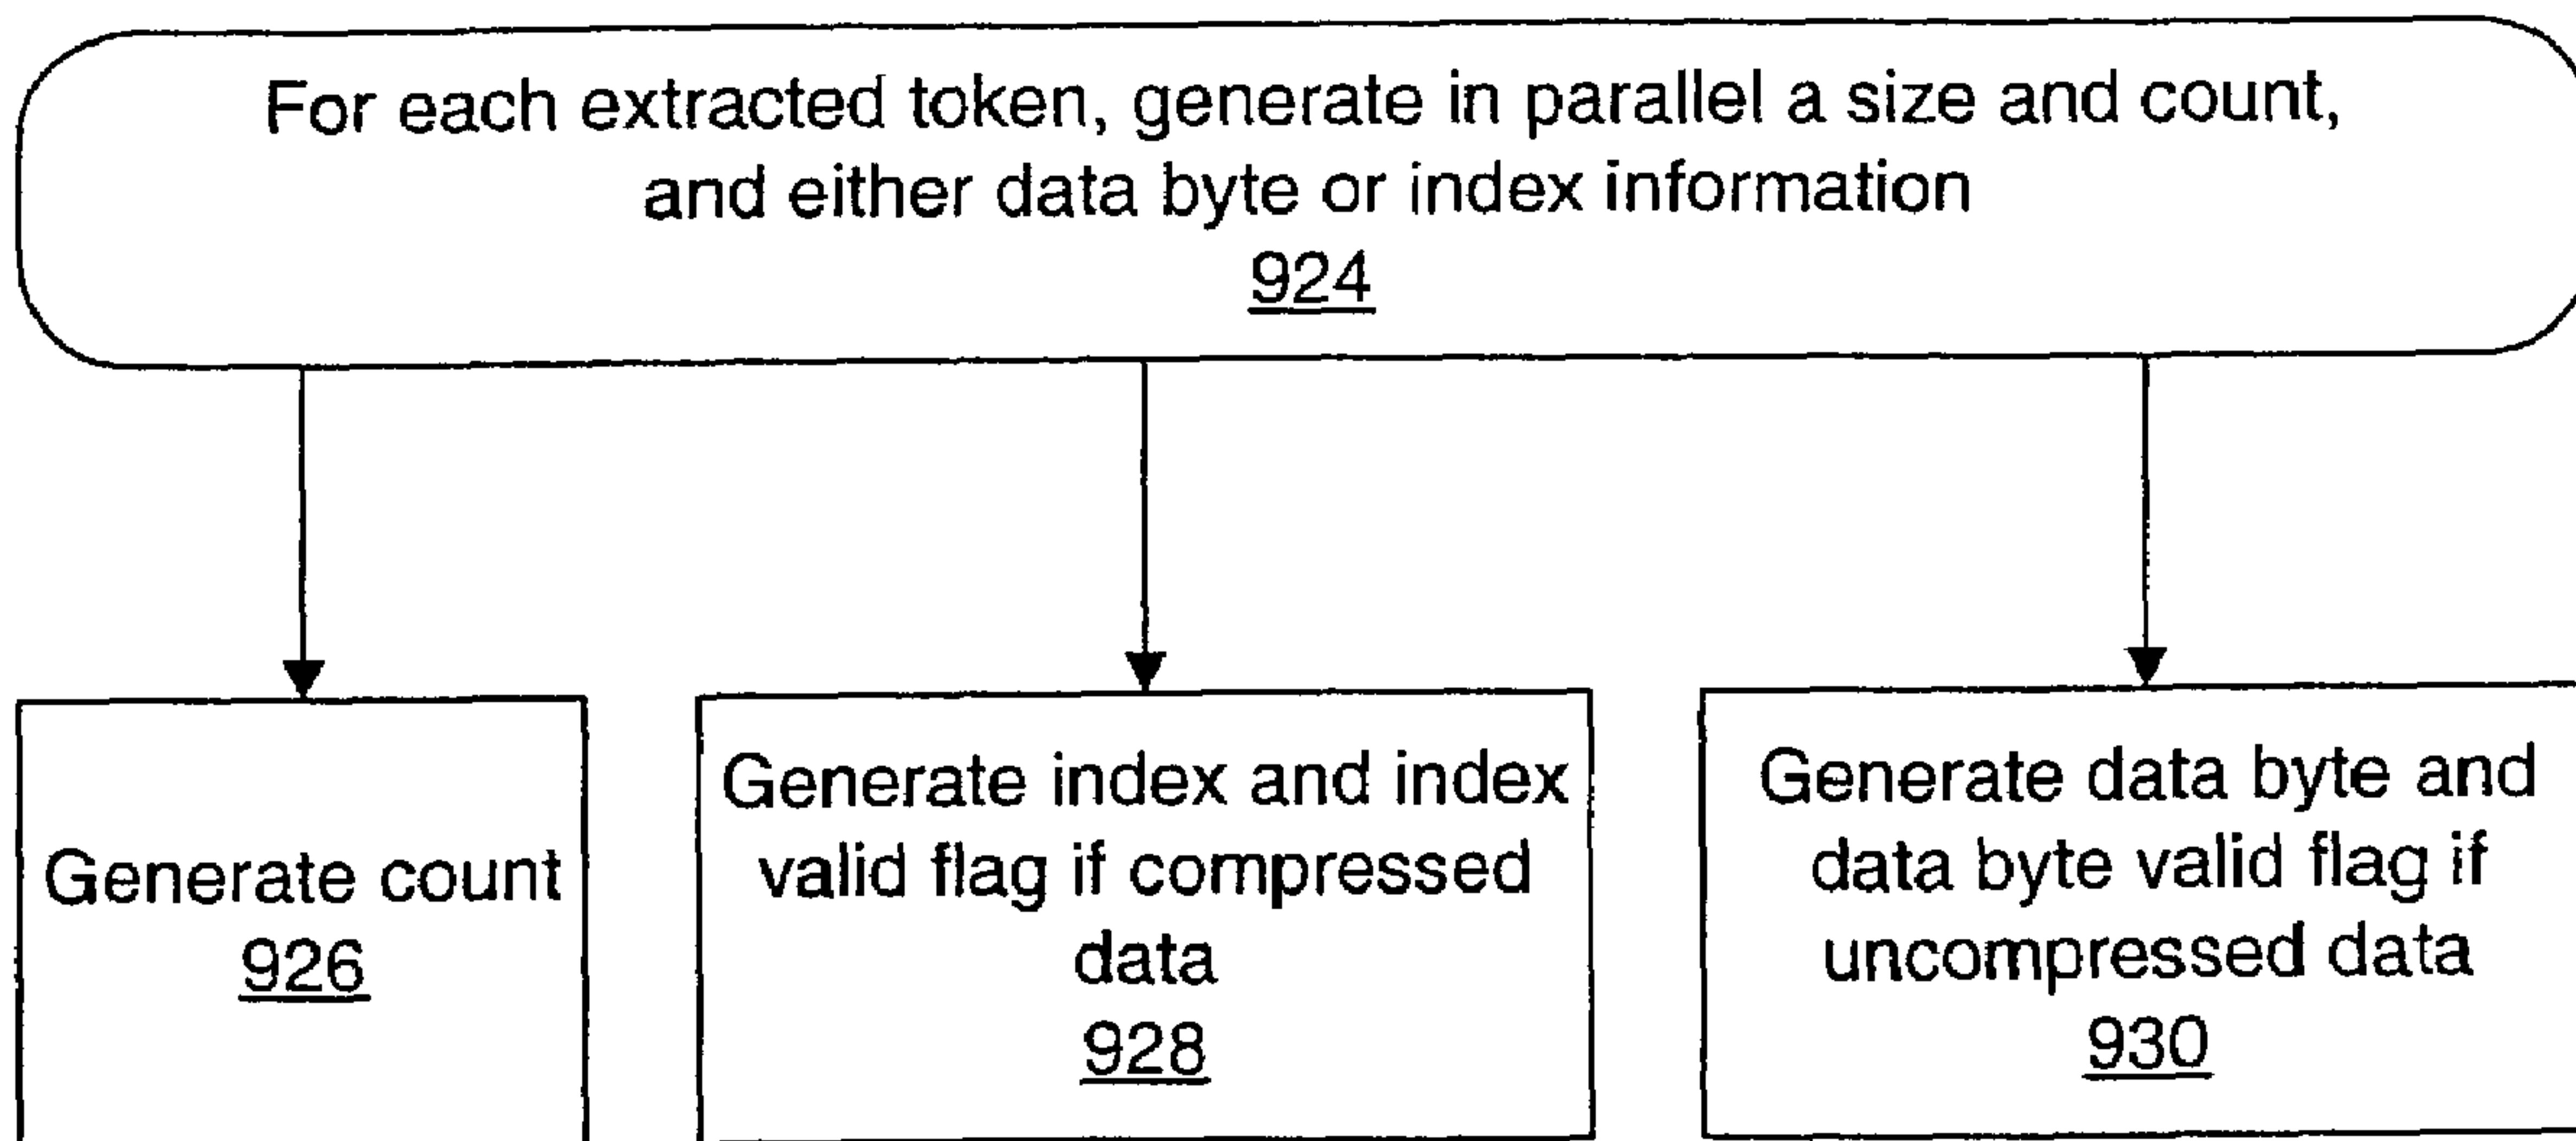 For each extracted token, generate in parallel a size and count,
and either data byte or index information
924
Generate count
926
Generate index and index
valid flag if compressed
data
928
Generate data byte and
data byte valid flag if
uncompressed data
930